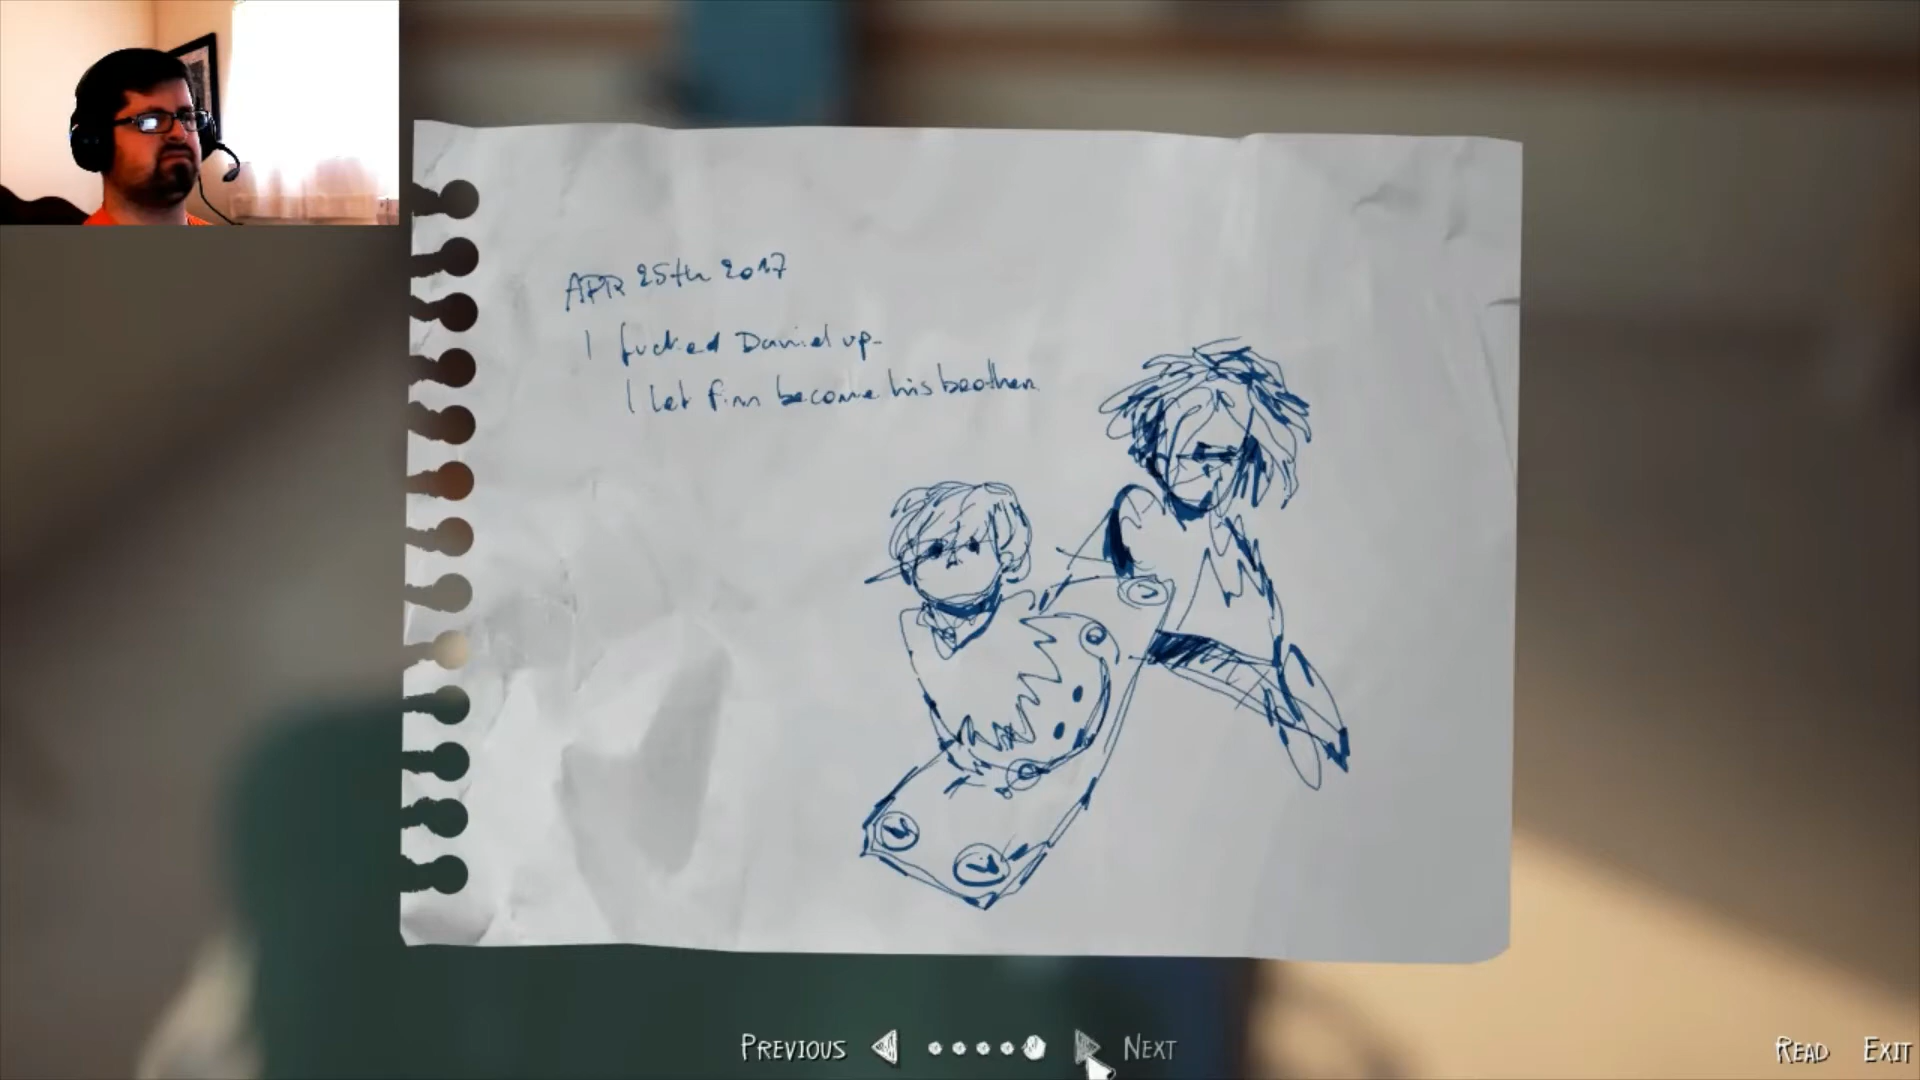 APR 25th 2017
I fucked Daniel up-
I let finn become his brother.
PREVIOUS NEXT
READ EXIT